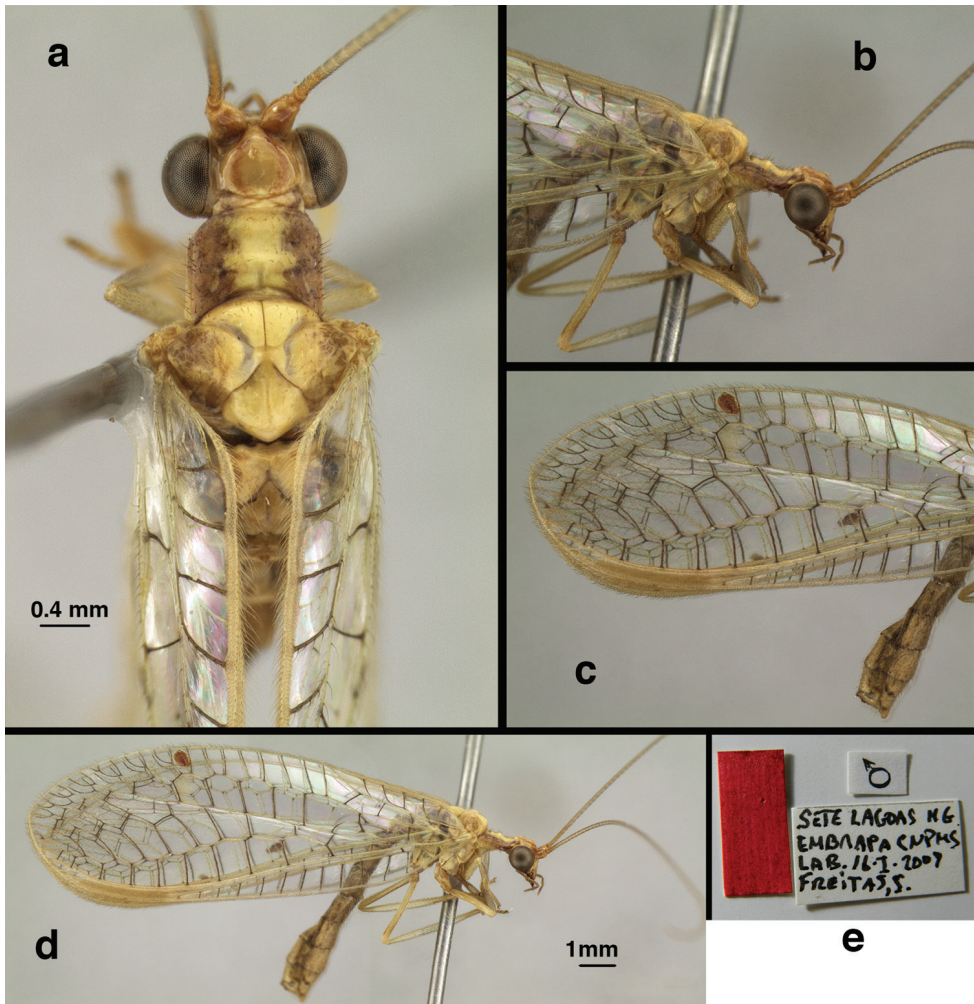 a
b
0.4 mm
c
d
1mm
SETE LAGOAS MG
EMBRAPA CNPMS
LAB. 16-I-2007
FREITAS, S.
e